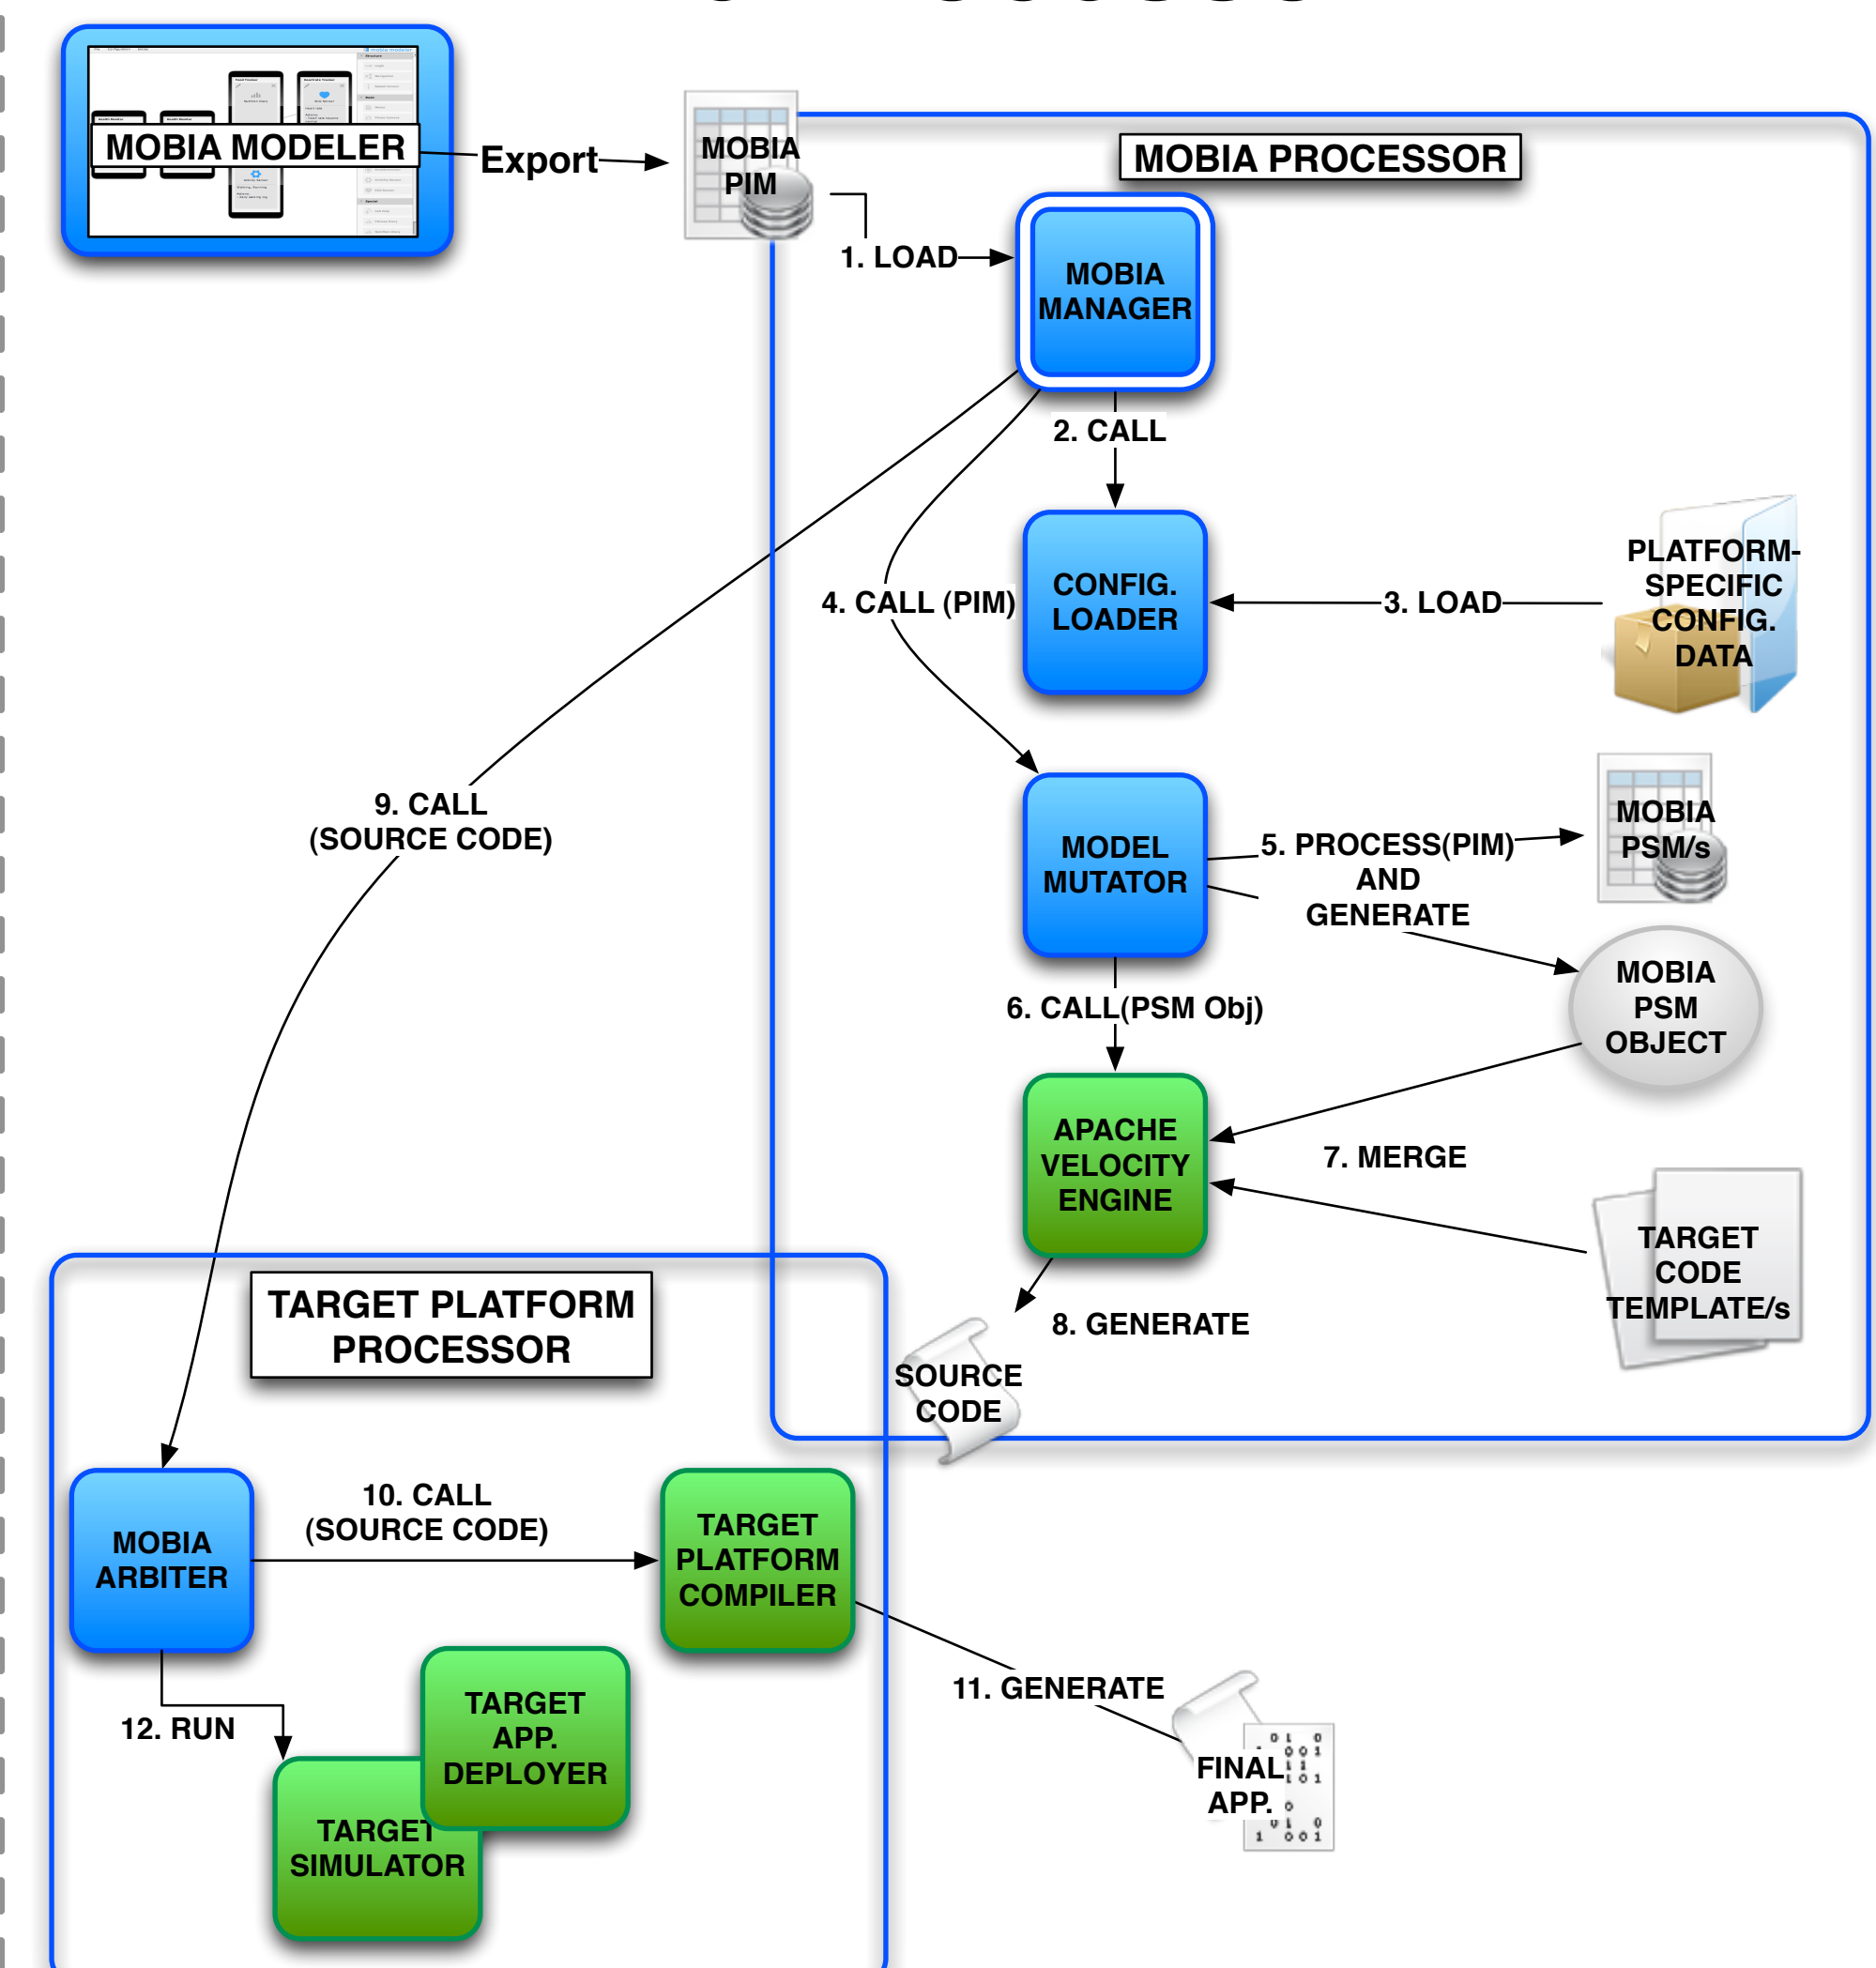 MOBIA MODELER
Export
MOBIA
PIM
MOBIA PROCESSOR
1. LOAD
MOBIA
MANAGER
2. CALL
CONFIG.
LOADER
3. LOAD
PLATFORM-
SPECIFIC
CONFIG.
DATA
4. CALL (PIM)
9. CALL
(SOURCE CODE)
MODEL
MUTATOR
5. PROCESS(PIM)
AND
GENERATE
MOBIA
PSM/s
MOBIA
PSM
OBJECT
6. CALL(PSM Obj)
APACHE
VELOCITY
ENGINE
7. MERGE
TARGET
CODE
TEMPLATE/s
8. GENERATE
SOURCE
CODE
TARGET PLATFORM
PROCESSOR
MOBIA
ARBITER
10. CALL
(SOURCE CODE)
TARGET
PLATFORM
COMPILER
11. GENERATE
FINAL
APP.
12. RUN
TARGET
APP.
DEPLOYER
TARGET
SIMULATOR